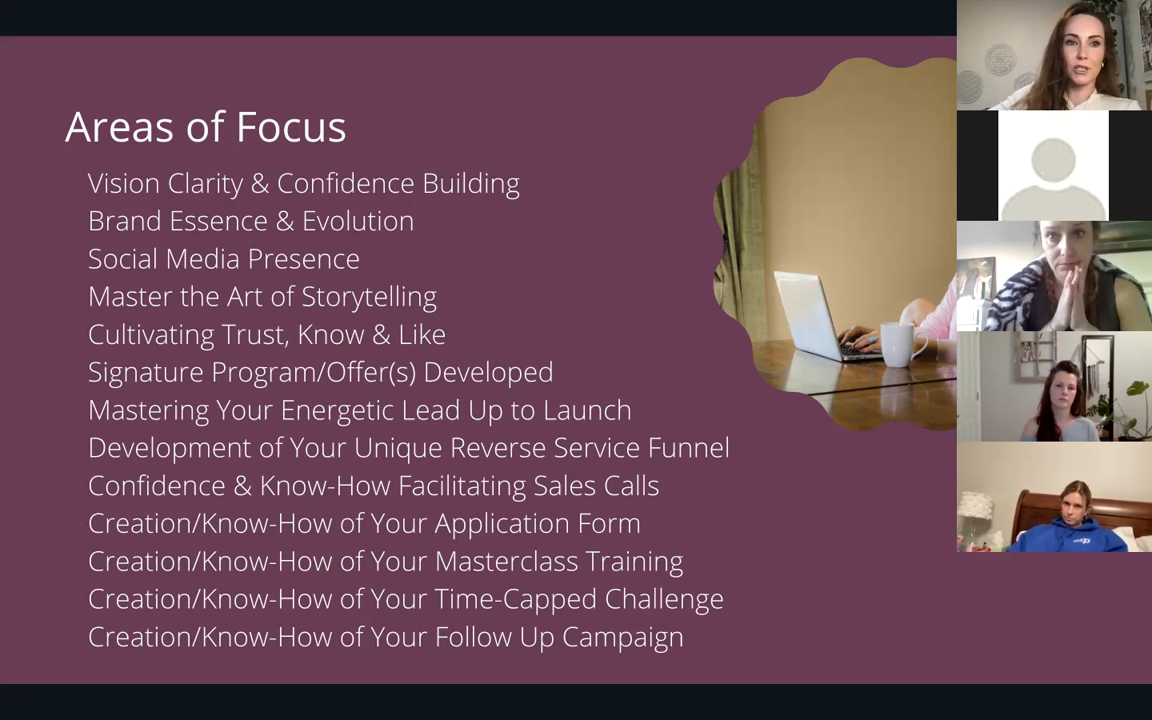 Areas of Focus
Vision Clarity & Confidence Building
Brand Essence & Evolution
Social Media Presence
Master the Art of Storytelling
Cultivating Trust, Know & Like
Signature Program/Offer(s) Developed
Mastering Your Energetic Lead Up to Launch
Development of Your Unique Reverse Service Funnel
Confidence & Know-How Facilitating Sales Calls
Creation/Know-How of Your Application Form
Creation/Know-How of Your Masterclass Training
Creation/Know-How of Your Time-Capped Challenge
Creation/Know-How of Your Follow Up Campaign